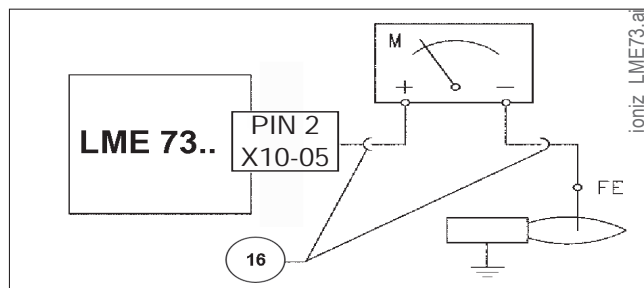 M
+ −
LME 73..
PIN 2
X10-05
FE
16
ioniz_LME73.ai